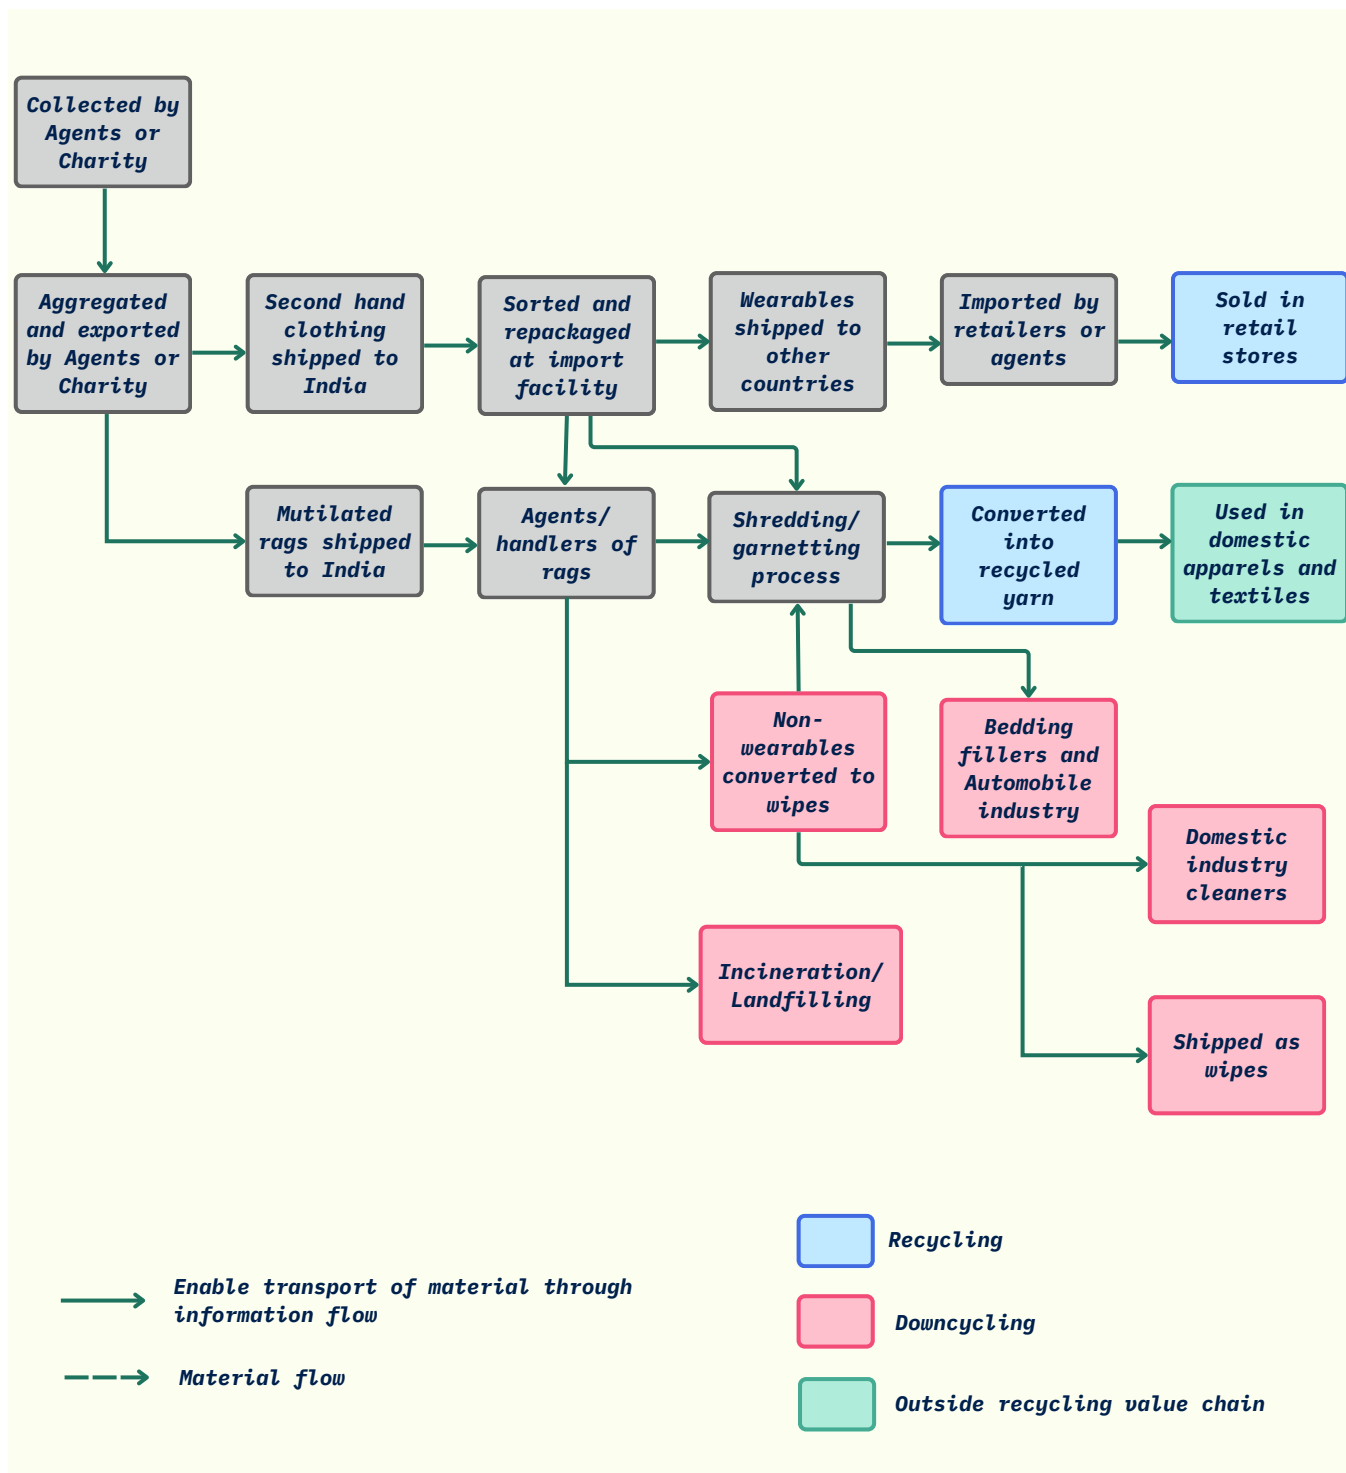 Collected by
Agents or
Charity
Aggregated
and exported
by Agents or
Charity
Second hand
clothing
shipped to
India
Sorted and
repackaged
at import
facility
Wearables
shipped to
other
countries
Imported by
retailers or
agents
Sold in
retail
stores
Mutilated
rags shipped
to India
Agents/
handlers of
rags
Shredding/
garnetting
process
Converted
into
recycled
yarn
Used in
domestic
apparels and
textiles
Non-
wearables
converted to
wipes
Bedding
fillers and
Automobile
industry
Domestic
industry
cleaners
Incineration/
Landfilling
Shipped as
wipes
Enable transport of material through
information flow
Material flow
Recycling
Downcycling
Outside recycling value chain